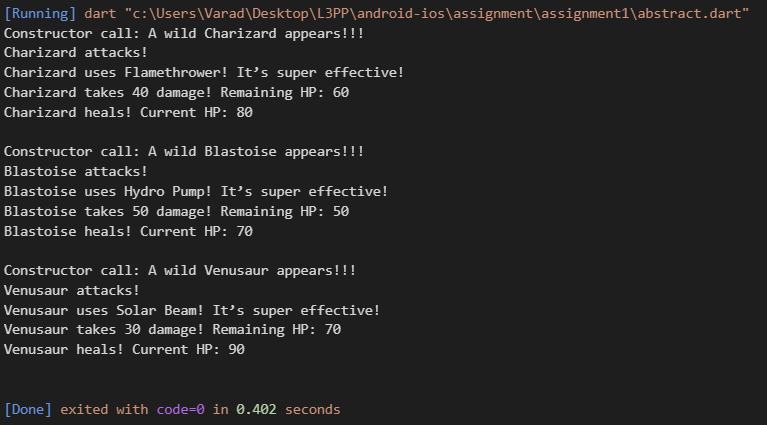 [Running] dart "c:\Users\Varad\Desktop\L3PP\android-ios\assignment\assignment1\abstract.dart"
Constructor call: A wild Charizard appears!!!
Charizard attacks!
Charizard uses Flamethrower! It’s super effective!
Charizard takes 40 damage! Remaining HP: 60
Charizard heals! Current HP: 80

Constructor call: A wild Blastoise appears!!!
Blastoise attacks!
Blastoise uses Hydro Pump! It’s super effective!
Blastoise takes 50 damage! Remaining HP: 50
Blastoise heals! Current HP: 70

Constructor call: A wild Venusaur appears!!!
Venusaur attacks!
Venusaur uses Solar Beam! It’s super effective!
Venusaur takes 30 damage! Remaining HP: 70
Venusaur heals! Current HP: 90

[Done] exited with code=0 in 0.402 seconds